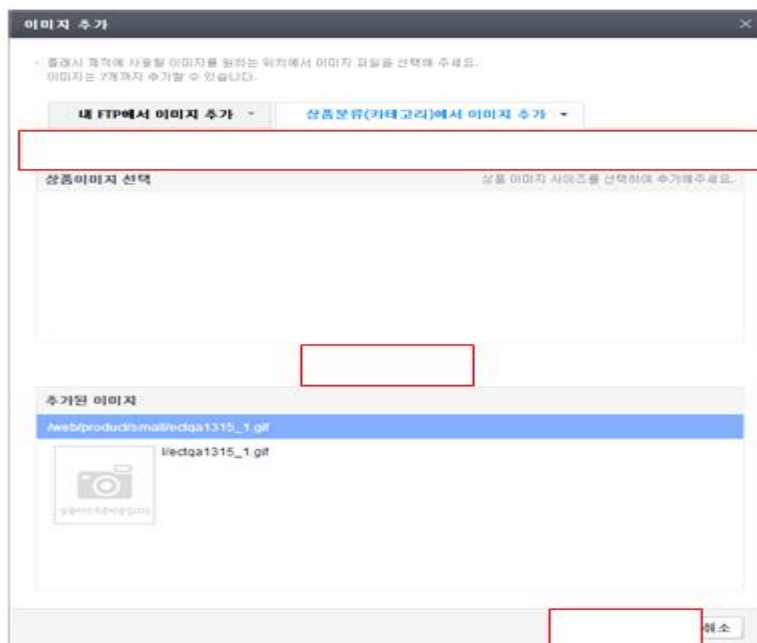 이미지 추가
플래시 제작에 사용할 이미지를 원하는 위치에서 이미지 파일을 선택해 주세요.
이미지는 7개까지 추가할 수 있습니다.
내 FTP에서 이미지 추가
상품분류(카테고리)에서 이미지 추가
상품이미지 선택
상품 이미지 사이즈를 선택하여 추가해주세요.
추가된 이미지
/web/product/small/ectqa1315_1.gif
l/ectqa1315_1.gif
취소